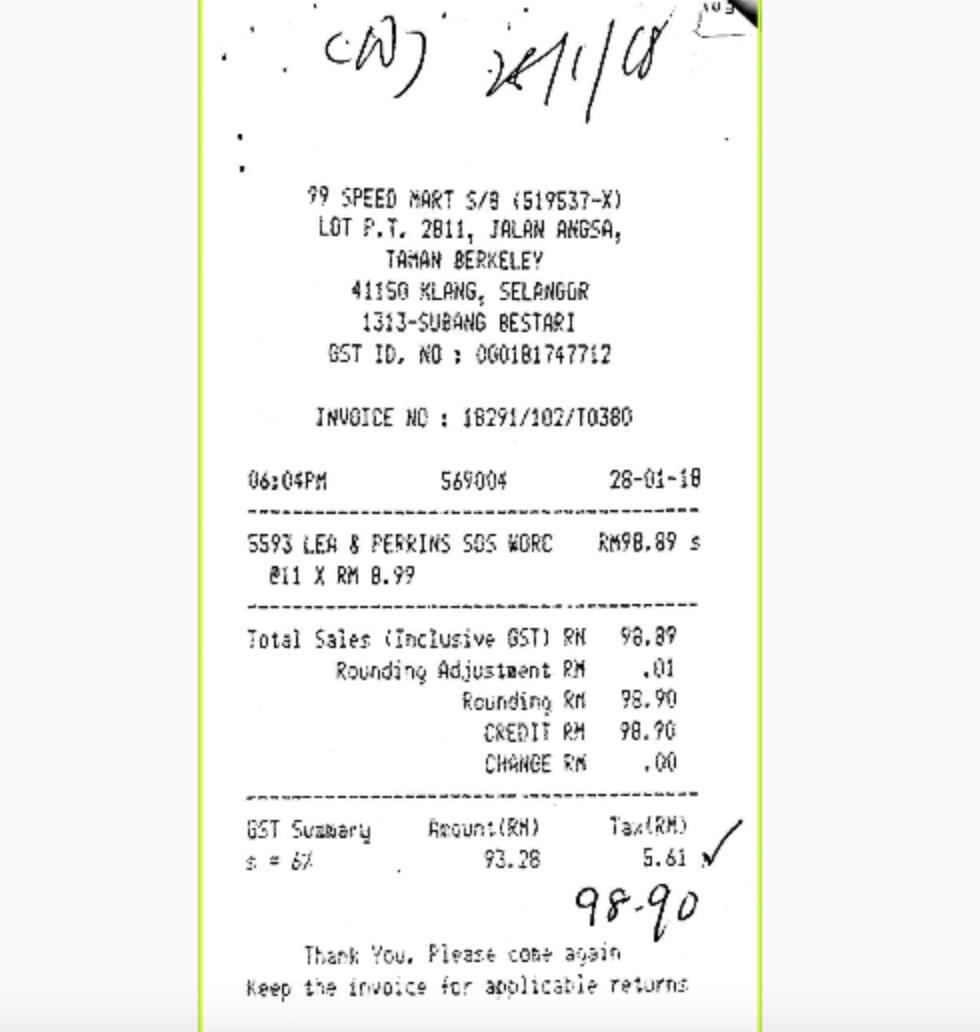 28/1/18
99 SPEED MART S/B (519537-X)
LOT P.T. 2811, JALAN ANGSA,
TAMAN BERKELEY
41150 KLANG, SELANGOR
1313-SUBANG BESTARI
GST ID. NO : 000181747712
INVOICE NO : 18291/102/T0380
06:04PM 569004 28-01-18
5593 LEA & PERRINS SOS WORC RM98.89 s
@11 X RM 8.99
Total Sales (Inclusive GST) RM 98.89
Rounding Adjustment RM .01
Rounding RM 98.90
CREDIT RM 98.90
CHANGE RM .00
GST Summary Amount(RM) Tax(RM)
s = 6% 93.28 5.61
98.90
Thank You. Please come again
Keep the invoice for applicable returns